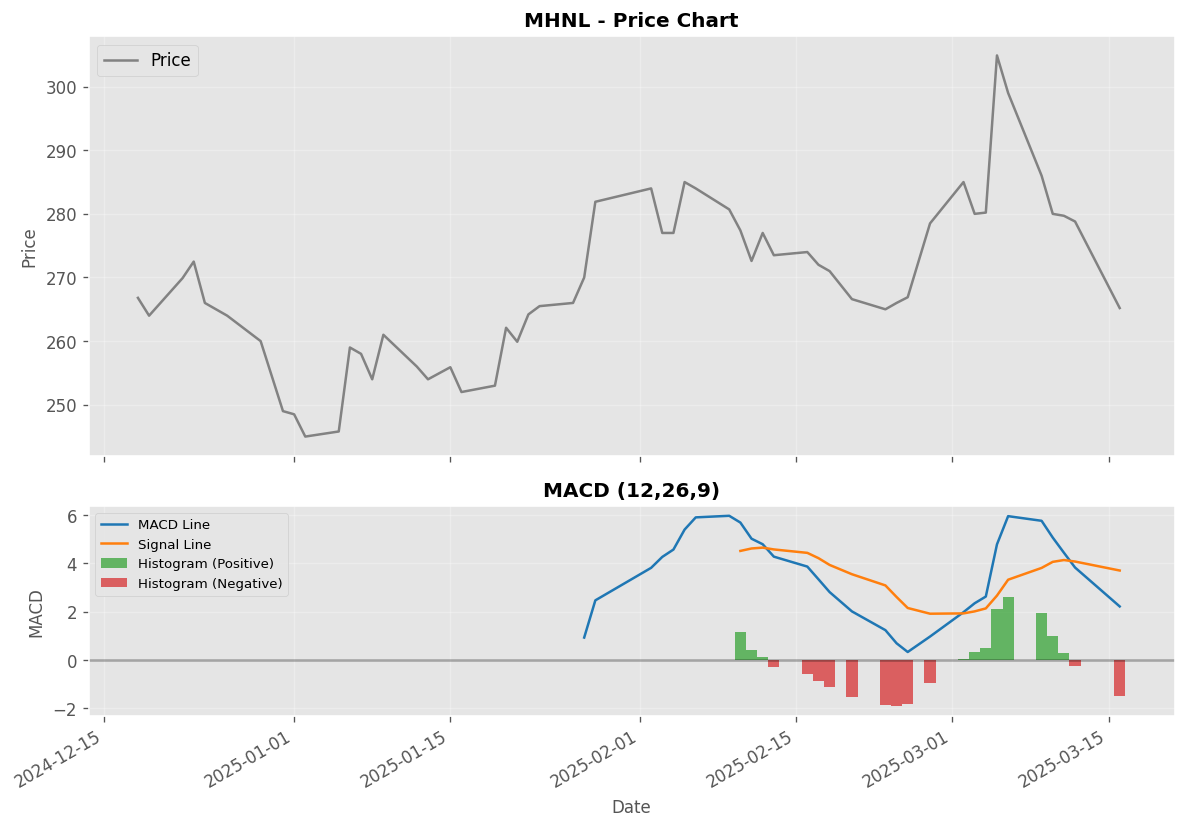 MHNL - Price Chart
Price
300
290
280
270
260
250
Price
MACD (12,26,9)
MACD Line
Signal Line
Histogram (Positive)
Histogram (Negative)
6
4
2
0
−2
MACD
2024-12-15
2025-01-01
2025-01-15
2025-02-01
2025-02-15
2025-03-01
2025-03-15
Date